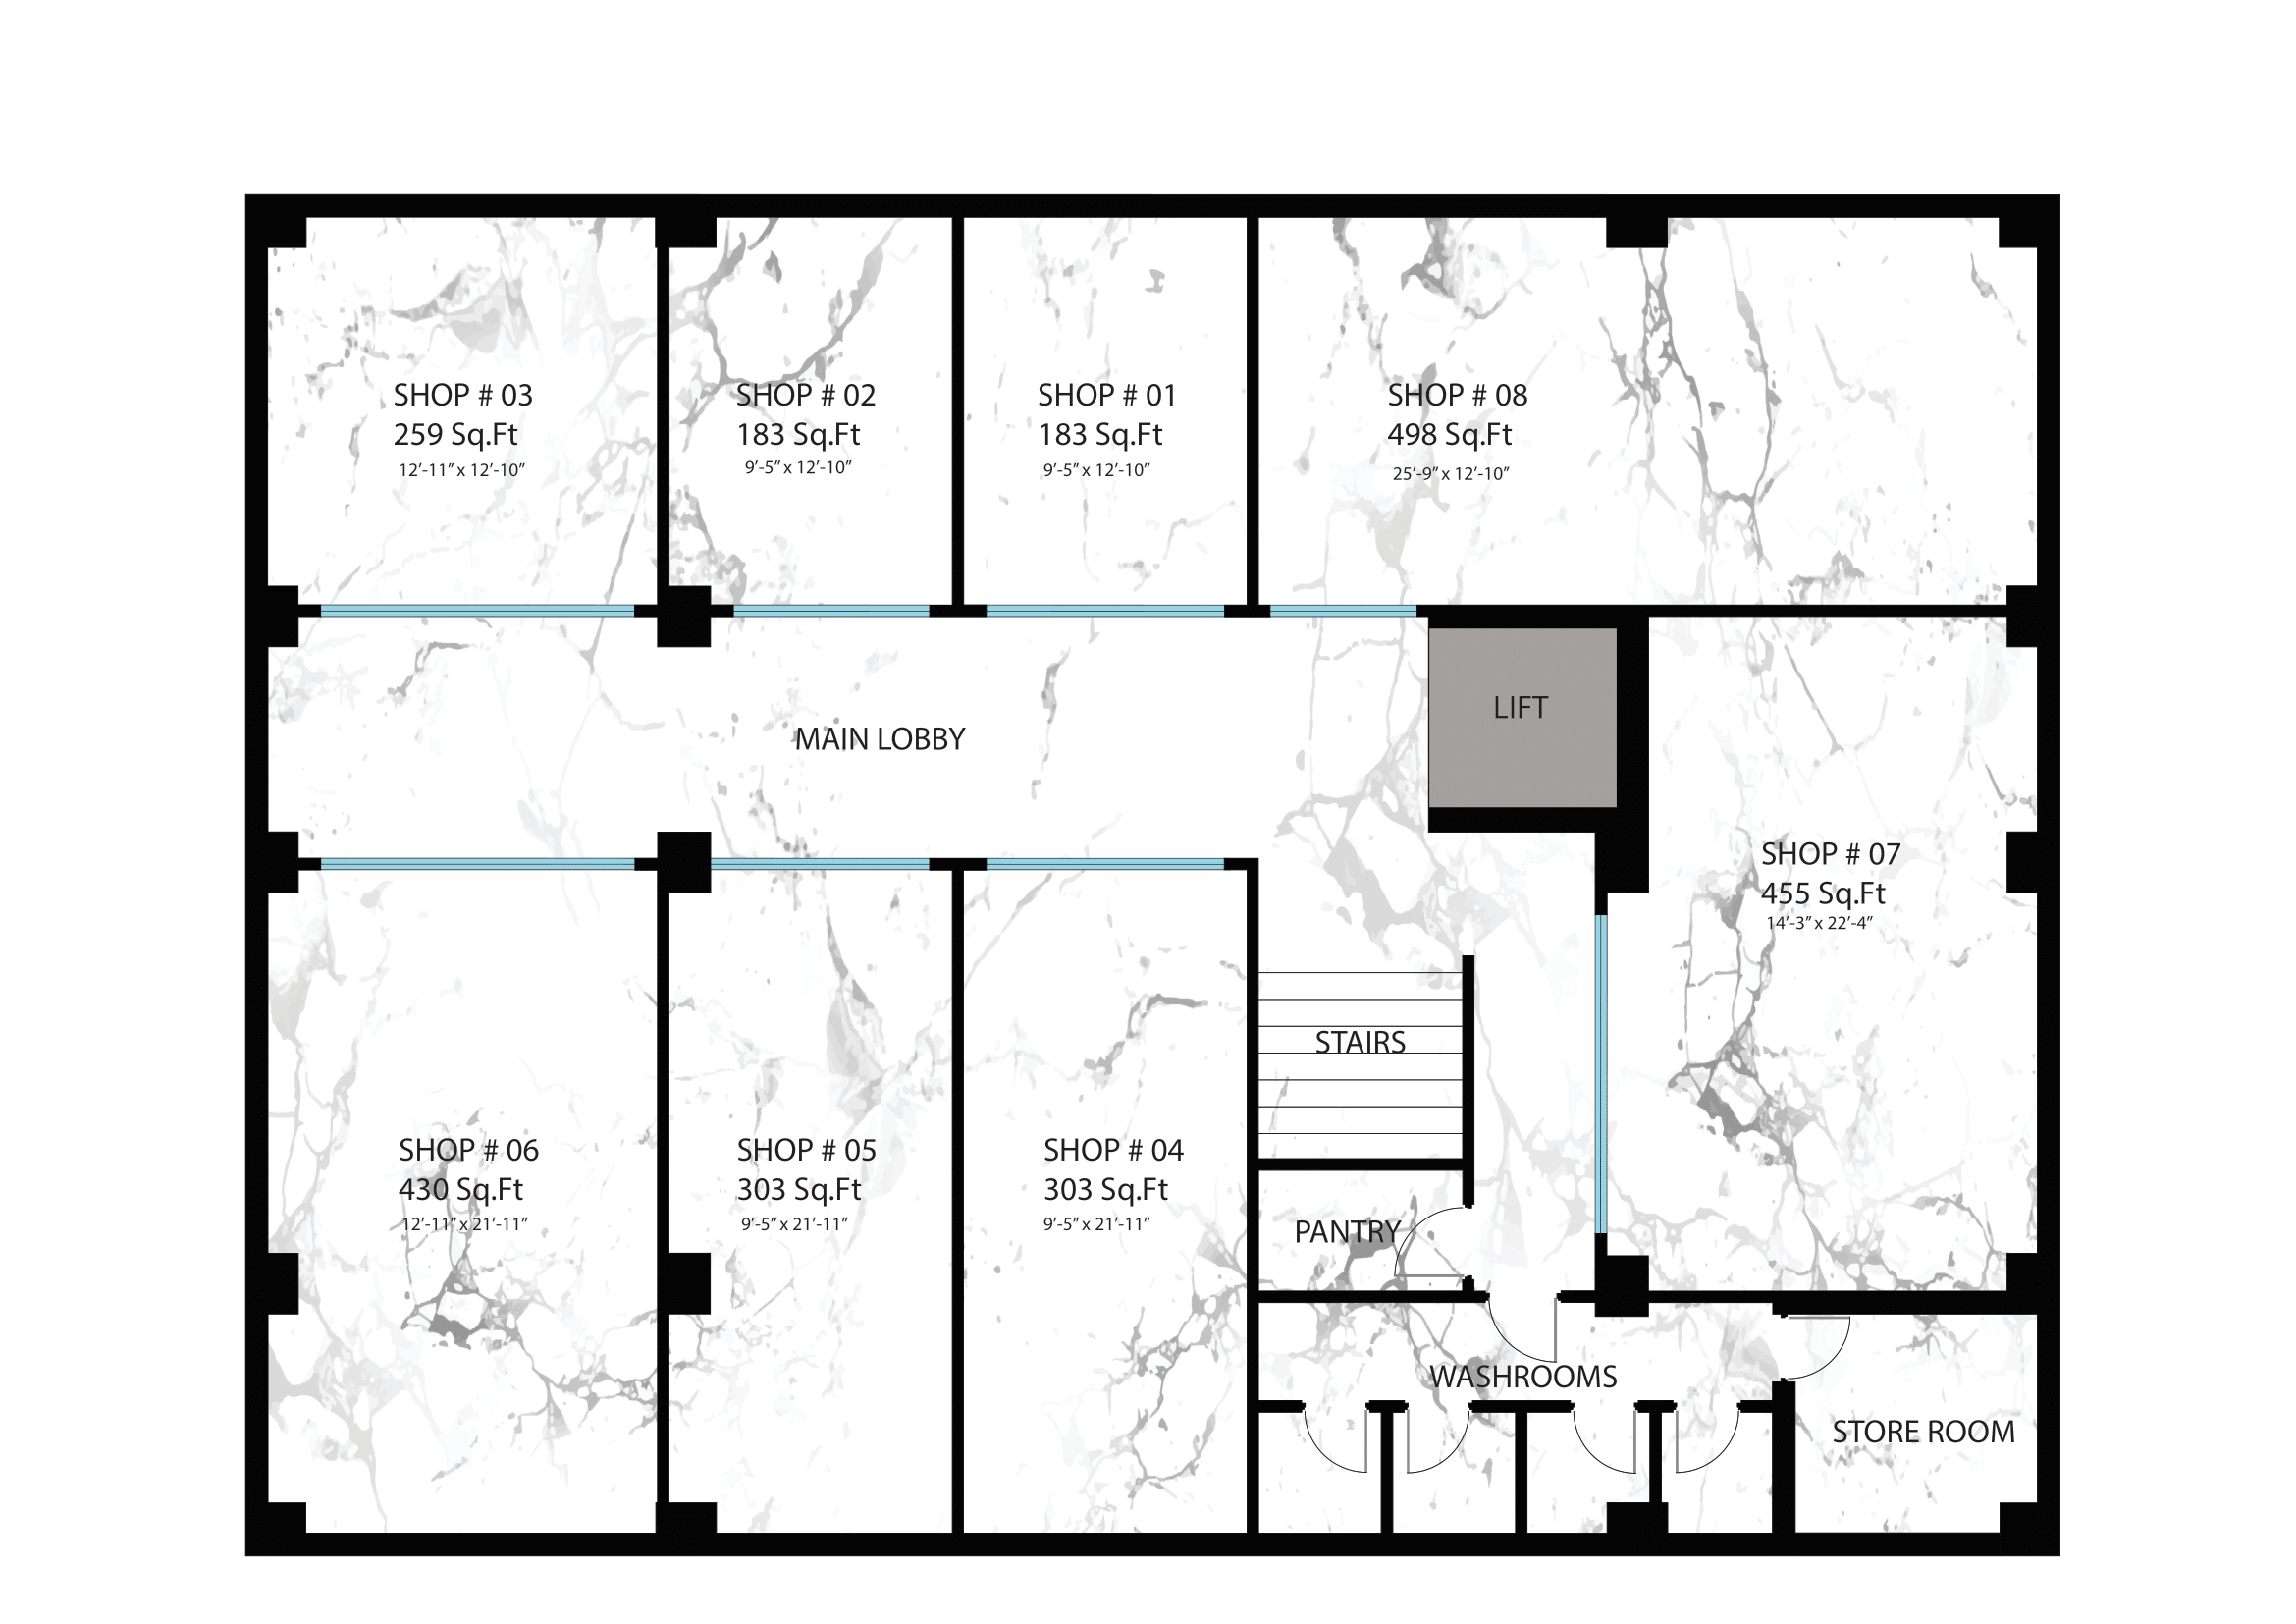 SHOP # 03
259 Sq.Ft
12’-11” x 12’-10”
SHOP # 02
183 Sq.Ft
9’-5” x 12’-10”
SHOP # 01
183 Sq.Ft
9’-5” x 12’-10”
SHOP # 08
498 Sq.Ft
25’-9” x 12’-10”
LIFT
MAIN LOBBY
SHOP # 07
455 Sq.Ft
14’-3” x 22’-4”
STAIRS
SHOP # 06
430 Sq.Ft
12’-11” x 21’-11”
SHOP # 05
303 Sq.Ft
9’-5” x 21’-11”
SHOP # 04
303 Sq.Ft
9’-5” x 21’-11”
PANTRY
WASHROOMS
STORE ROOM